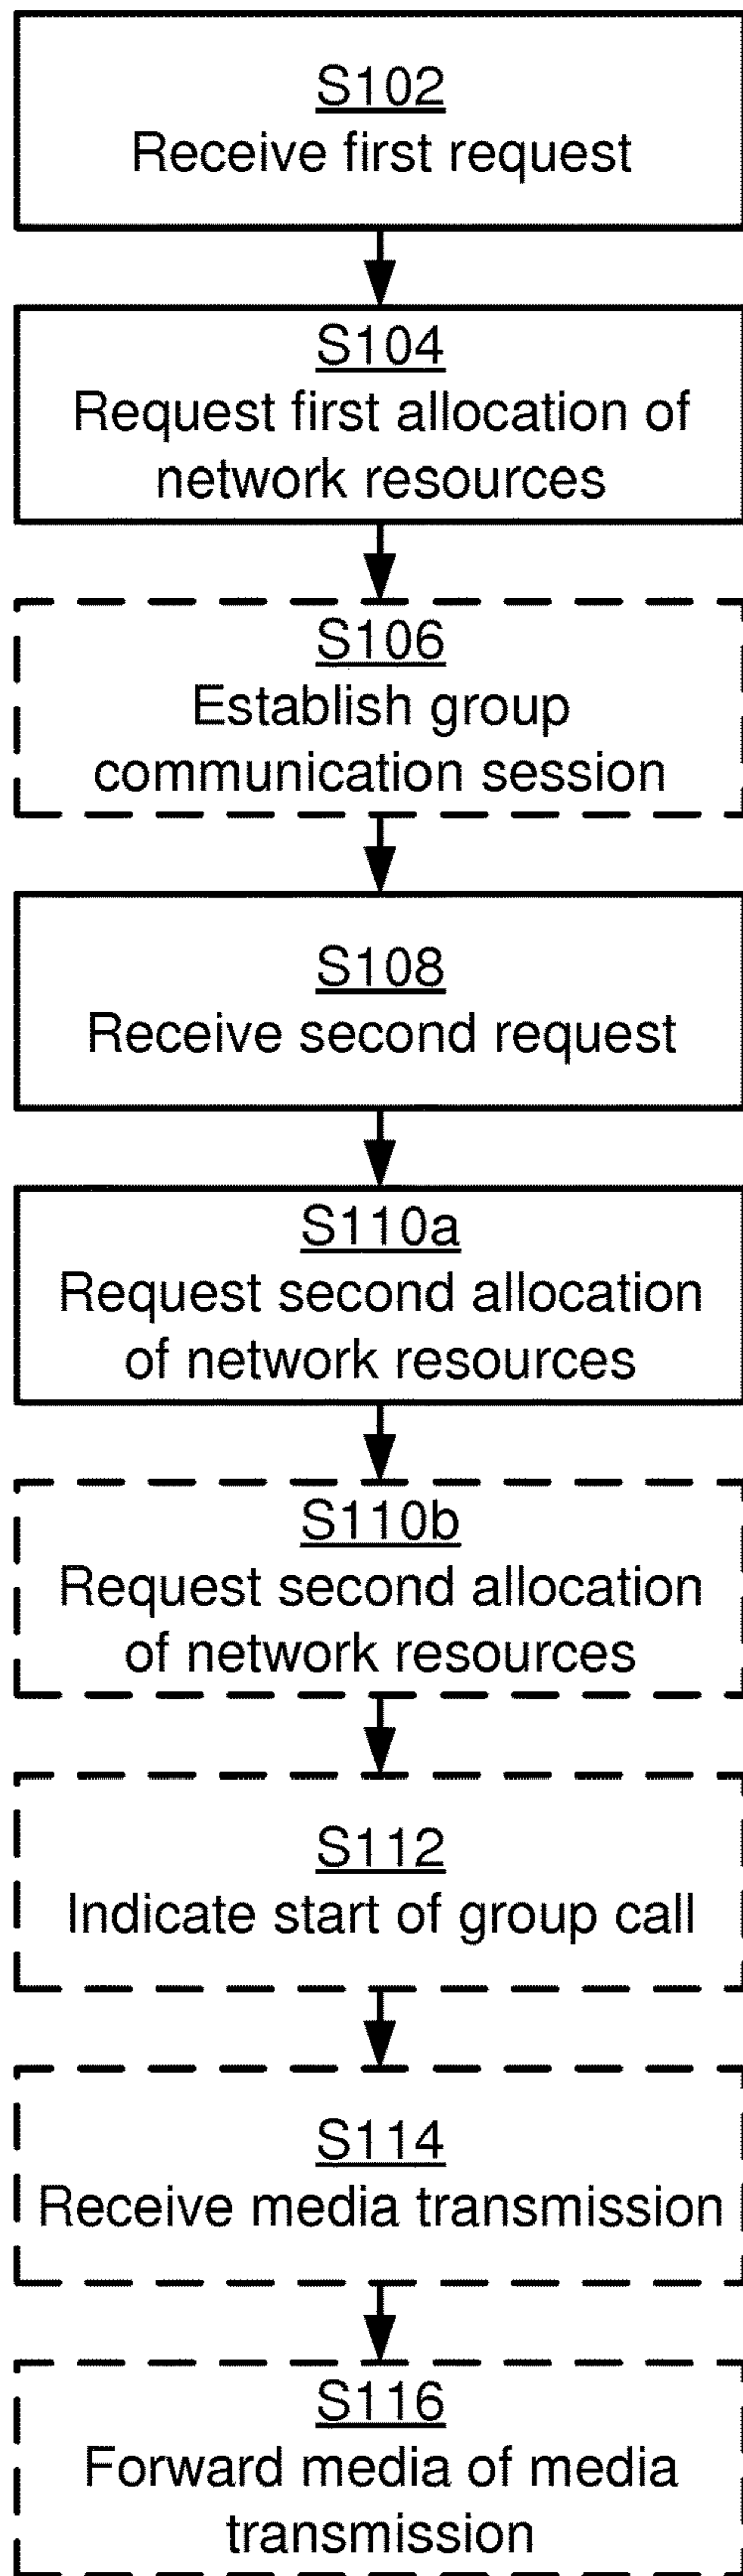 S102
Receive first request
S104
Request first allocation of
network resources
S106
Establish group
communication session
S108
Receive second request
S110a
Request second allocation
of network resources
S110b
Request second allocation
of network resources
S112
Indicate start of group call
S114
Receive media transmission
S116
Forward media of media
transmission